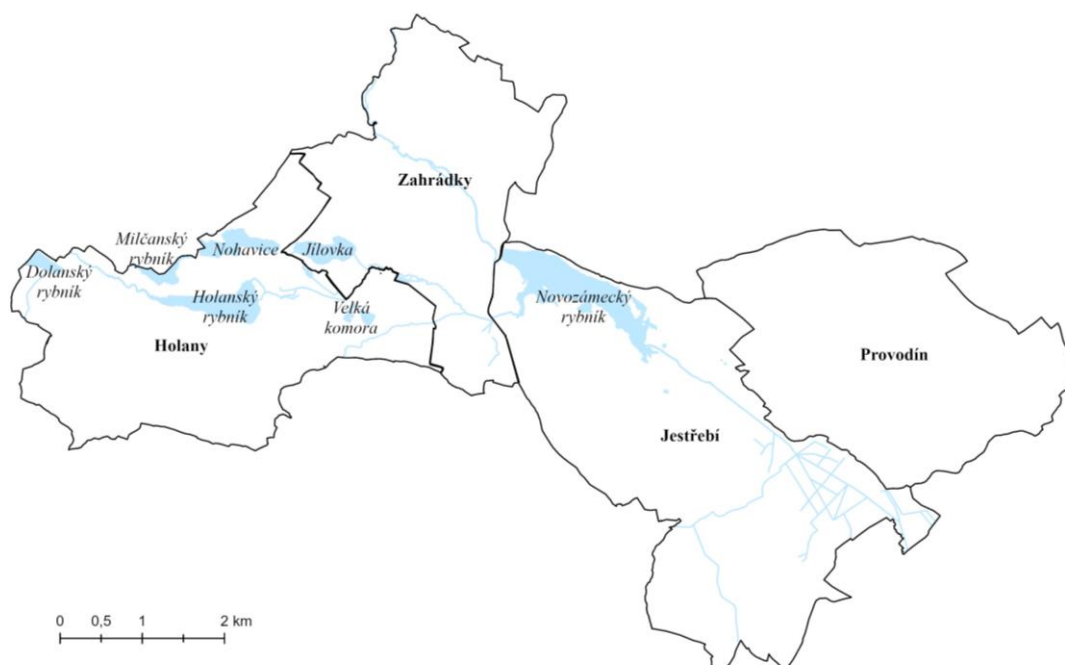 Zahrádky
Milčanský
rybník
Nohavice
Jílovka
Dolanský
rybník
Holanský
rybník
Velká
komora
Novozámecký
rybník
Holany
Provodín
Jestřebí
0 0,5 1 2 km